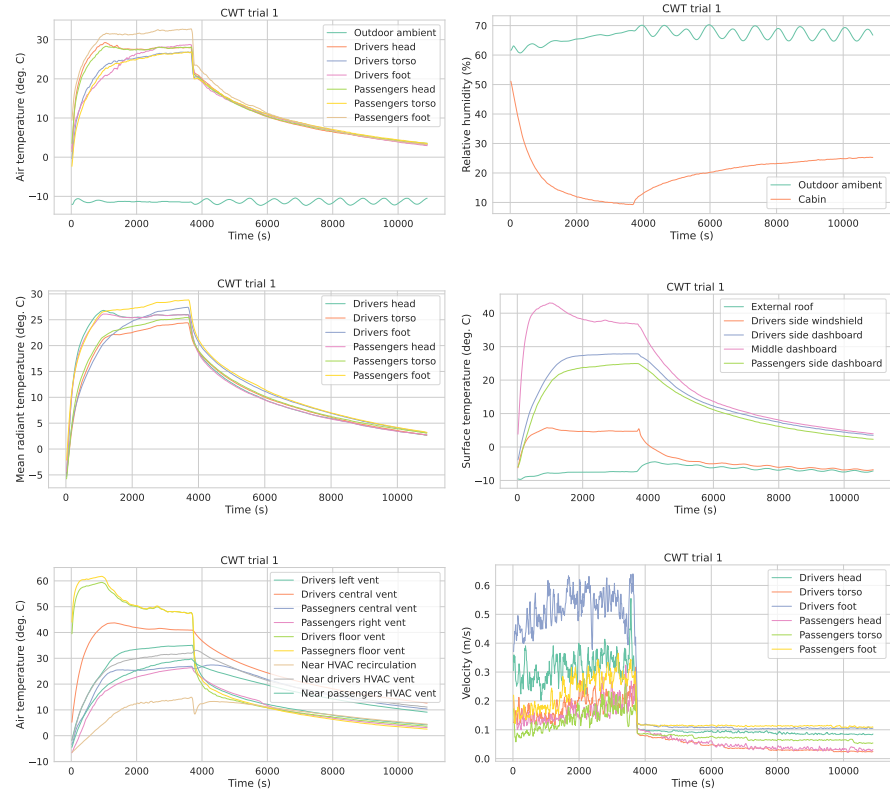 CWT trial 1
Air temperature (deg. C)
30
20
10
0
−10
0 2000 4000 6000 8000 10000
Time (s)
Outdoor ambient
Drivers head
Drivers torso
Drivers foot
Passengers head
Passengers torso
Passengers foot
CWT trial 1
Relative humidity (%)
70
60
50
40
30
20
10
0 2000 4000 6000 8000 10000
Time (s)
Outdoor amibent
Cabin
CWT trial 1
Mean radiant temperature (deg. C)
30
25
20
15
10
5
0
−5
0 2000 4000 6000 8000 10000
Time (s)
Drivers head
Drivers torso
Drivers foot
Passengers head
Passengers torso
Passengers foot
CWT trial 1
Surface temperature (deg. C)
40
30
20
10
0
−10
0 2000 4000 6000 8000 10000
Time (s)
External roof
Drivers side windshield
Drivers side dashboard
Middle dashboard
Passengers side dashboard
CWT trial 1
Air temperature (deg. C)
60
50
40
30
20
10
0
−10
0 2000 4000 6000 8000 10000
Time (s)
Drivers left vent
Drivers central vent
Passegners central vent
Passengers right vent
Drivers floor vent
Passengers floor vent
Near HVAC recirculation
Near drivers HVAC vent
Near passengers HVAC vent
CWT trial 1
Velocity (m/s)
0.6
0.5
0.4
0.3
0.2
0.1
0.0
0 2000 4000 6000 8000 10000
Time (s)
Drivers head
Drivers torso
Drivers foot
Passengers head
Passengers torso
Passengers foot